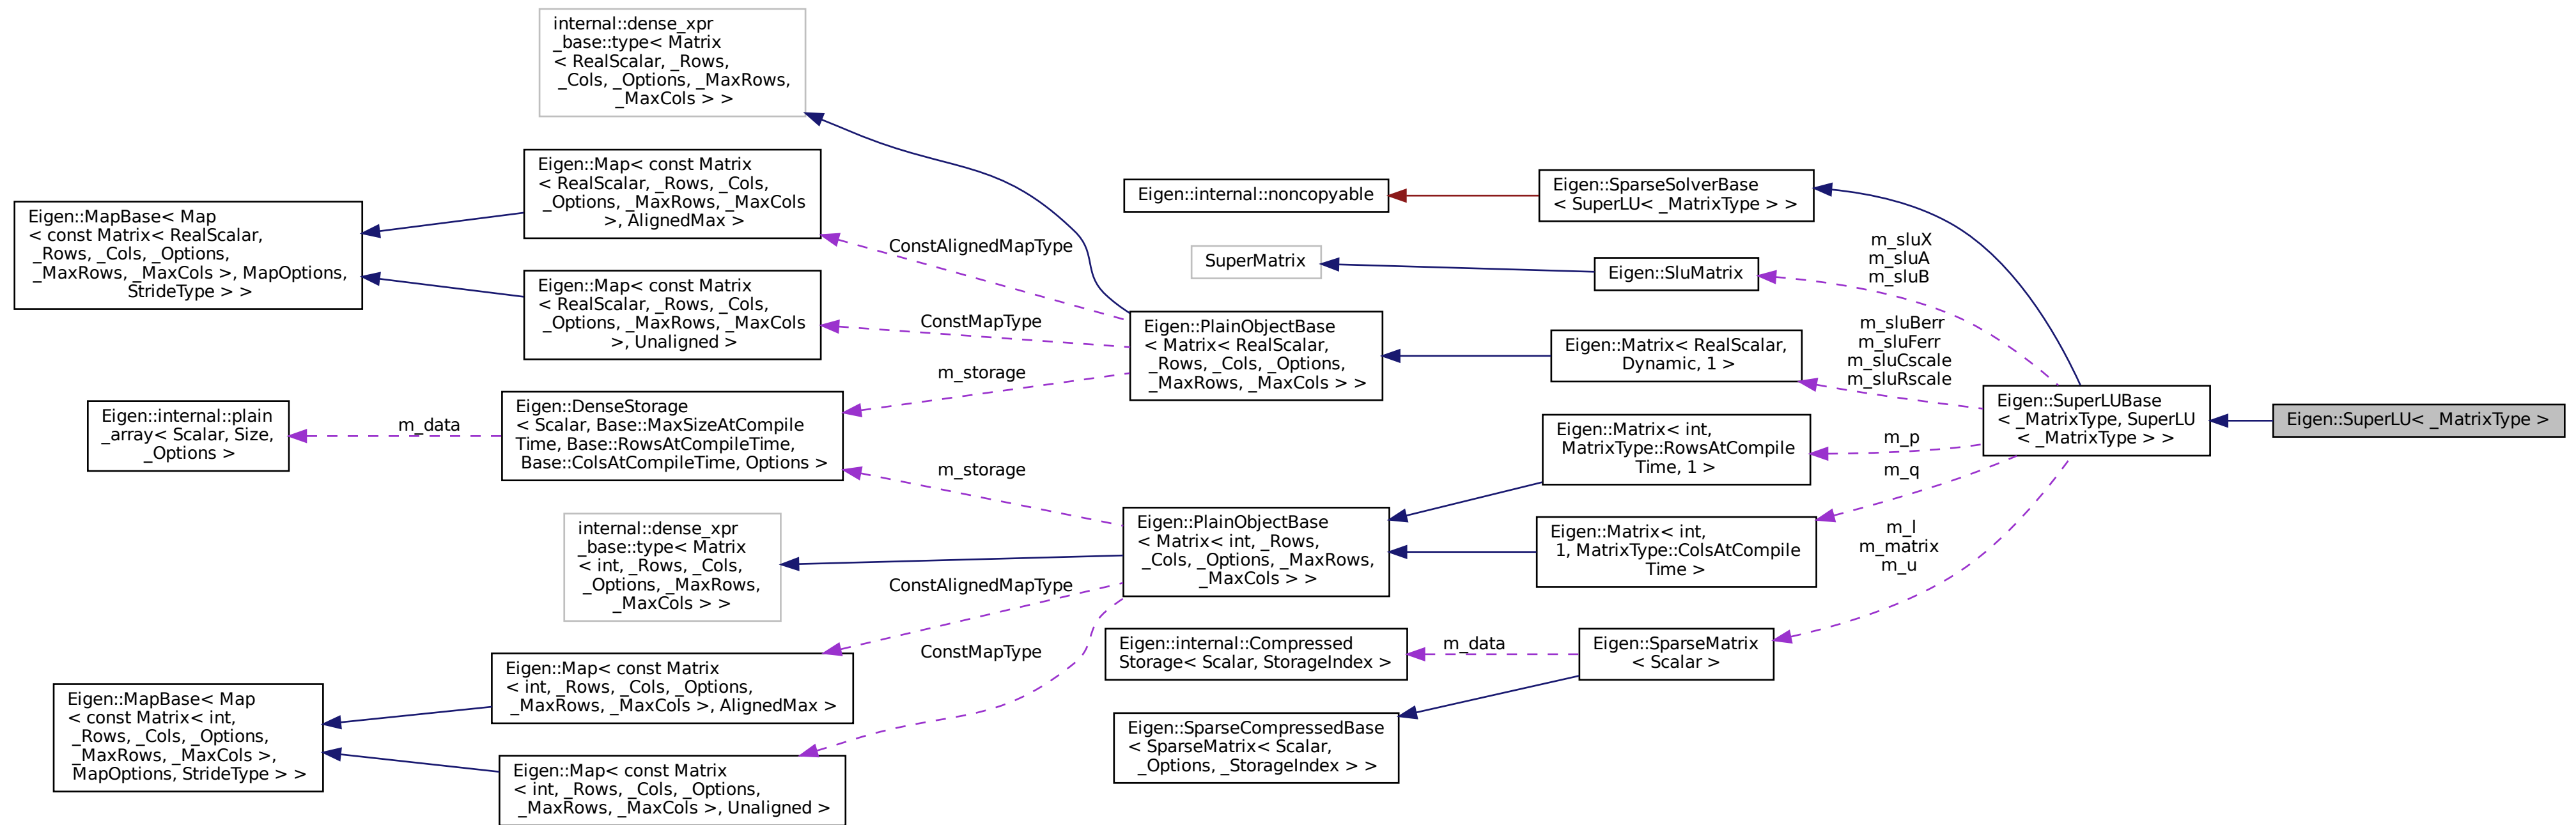 internal::dense_xpr
_base::type< Matrix
< RealScalar, _Rows,
_Cols, _Options, _MaxRows,
_MaxCols > >
Eigen::Map< const Matrix
< RealScalar, _Rows, _Cols,
_Options, _MaxRows, _MaxCols
>, AlignedMax >
Eigen::MapBase< Map
< const Matrix< RealScalar,
_Rows, _Cols, _Options,
_MaxRows, _MaxCols >, MapOptions,
StrideType > >
Eigen::Map< const Matrix
< RealScalar, _Rows, _Cols,
_Options, _MaxRows, _MaxCols
>, Unaligned >
ConstAlignedMapType
ConstMapType
m_storage
Eigen::internal::plain
_array< Scalar, Size,
_Options >
m_data
Eigen::DenseStorage
< Scalar, Base::MaxSizeAtCompile
Time, Base::RowsAtCompileTime,
Base::ColsAtCompileTime, Options >
m_storage
internal::dense_xpr
_base::type< Matrix
< int, _Rows, _Cols,
_Options, _MaxRows,
_MaxCols > >
ConstAlignedMapType
ConstMapType
Eigen::MapBase< Map
< const Matrix< int,
_Rows, _Cols, _Options,
_MaxRows, _MaxCols >,
MapOptions, StrideType > >
Eigen::Map< const Matrix
< int, _Rows, _Cols, _Options,
_MaxRows, _MaxCols >, AlignedMax >
Eigen::Map< const Matrix
< int, _Rows, _Cols, _Options,
_MaxRows, _MaxCols >, Unaligned >
Eigen::internal::noncopyable
Eigen::SparseSolverBase
< SuperLU< _MatrixType > >
SuperMatrix
Eigen::SluMatrix
m_sluX
m_sluA
m_sluB
Eigen::PlainObjectBase
< Matrix< RealScalar,
_Rows, _Cols, _Options,
_MaxRows, _MaxCols > >
Eigen::Matrix< RealScalar,
Dynamic, 1 >
m_sluBerr
m_sluFerr
m_sluCscale
m_sluRscale
Eigen::Matrix< int,
MatrixType::RowsAtCompile
Time, 1 >
m_p
m_q
Eigen::PlainObjectBase
< Matrix< int, _Rows,
_Cols, _Options, _MaxRows,
_MaxCols > >
Eigen::Matrix< int,
1, MatrixType::ColsAtCompile
Time >
m_l
m_matrix
m_u
Eigen::internal::Compressed
Storage< Scalar, StorageIndex >
m_data
Eigen::SparseMatrix
< Scalar >
Eigen::SparseCompressedBase
< SparseMatrix< Scalar,
_Options, _StorageIndex > >
Eigen::SuperLUBase
< _MatrixType, SuperLU
< _MatrixType > >
Eigen::SuperLU< _MatrixType >